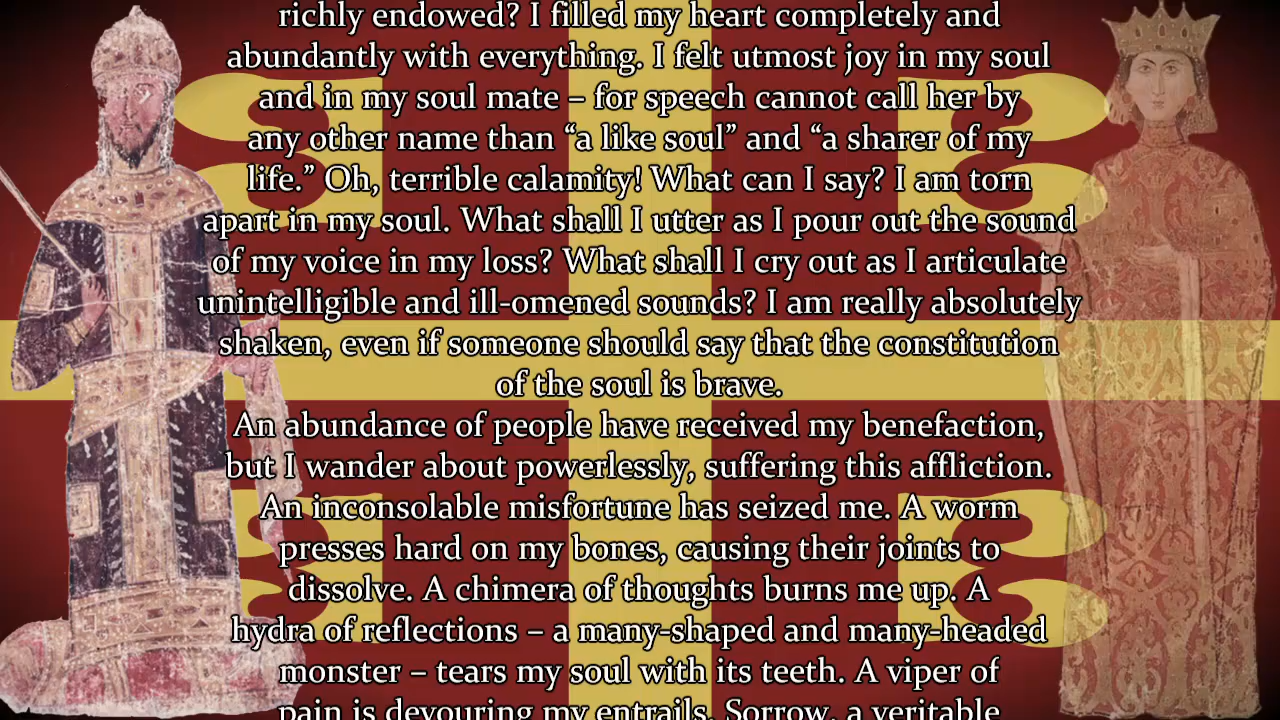 richly endowed? I filled my heart completely and
abundantly with everything. I felt utmost joy in my soul
and in my soul mate – for speech cannot call her by
any other name than “a like soul” and “a sharer of my
life.” Oh, terrible calamity! What can I say? I am torn
apart in my soul. What shall I utter as I pour out the sound
of my voice in my loss? What shall I cry out as I articulate
unintelligible and ill-omened sounds? I am really absolutely
shaken, even if someone should say that the constitution
of the soul is brave.
An abundance of people have received my benefaction,
but I wander about powerlessly, suffering this affliction.
An inconsolable misfortune has seized me. A worm
presses hard on my bones, causing their joints to
dissolve. A chimera of thoughts burns me up. A
hydra of reflections – a many-shaped and many-headed
monster – tears my soul with its teeth. A viper of
pain is devouring my entrails. Sorrow, a veritable